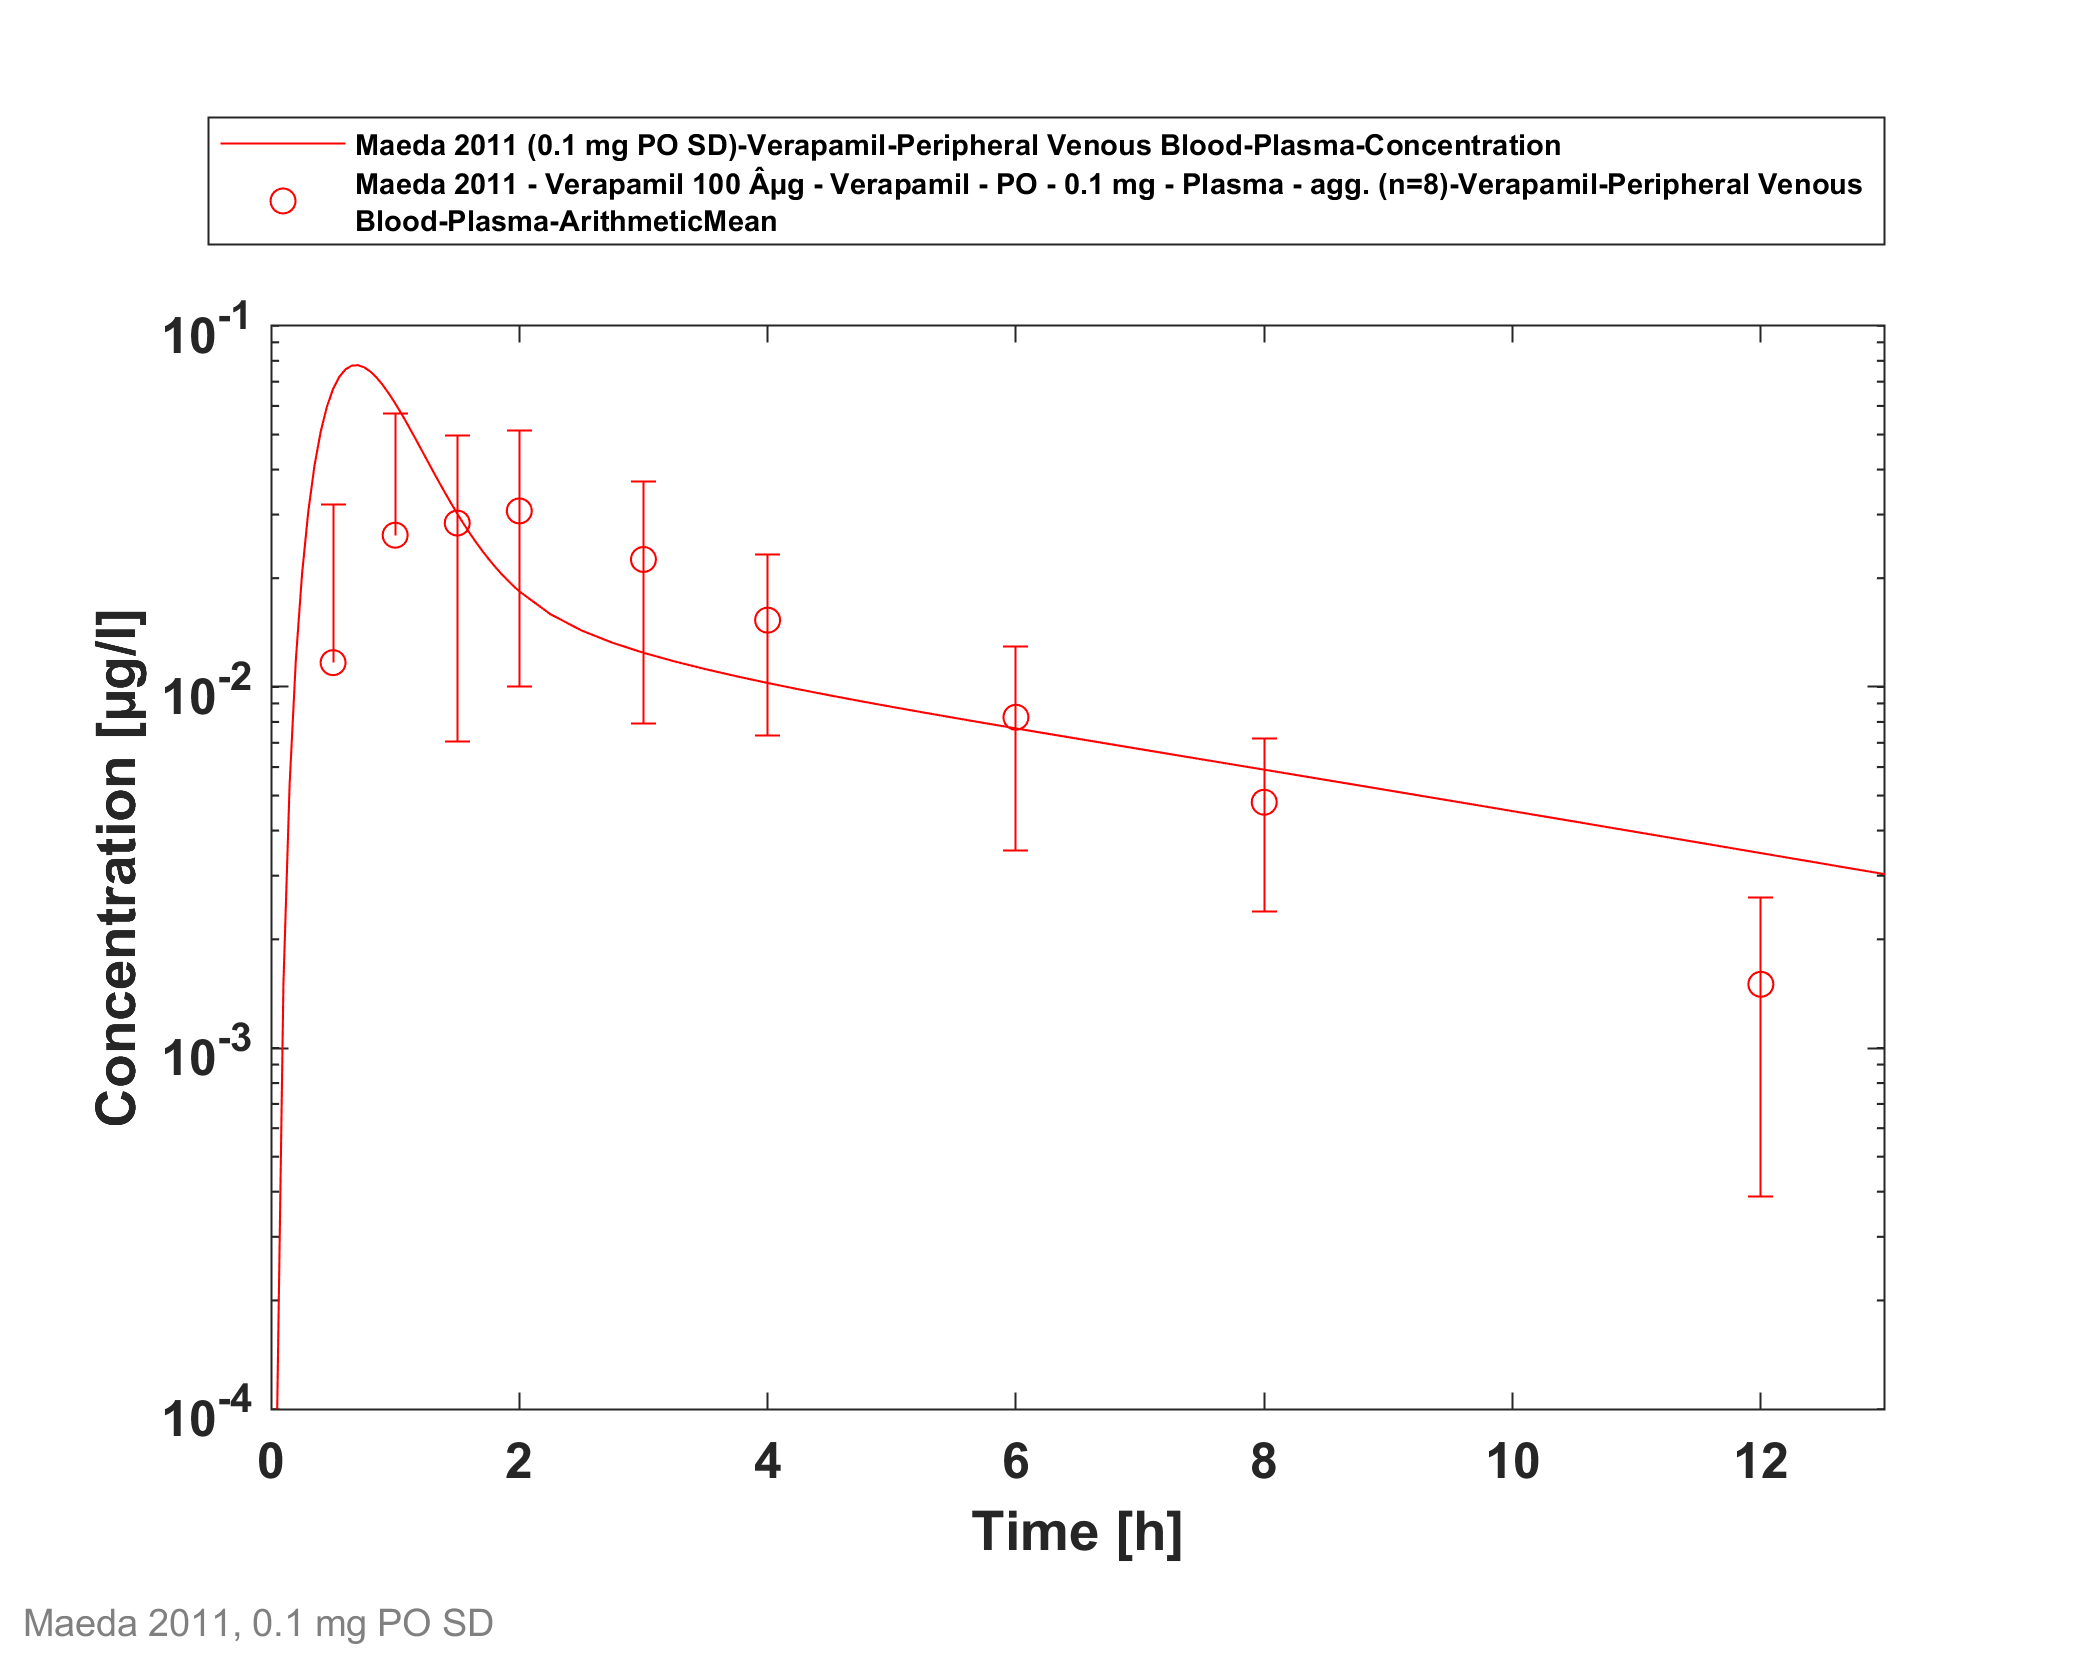 Maeda 2011 (0.1 mg PO SD)-Verapamil-Peripheral Venous Blood-Plasma-Concentration
Maeda 2011 - Verapamil 100 Âµg - Verapamil - PO - 0.1 mg - Plasma - agg. (n=8)-Verapamil-Peripheral Venous
Blood-Plasma-ArithmeticMean
10^-1
10^-2
10^-3
10^-4
Concentration [µg/l]
0 2 4 6 8 10 12
Time [h]
Maeda 2011, 0.1 mg PO SD